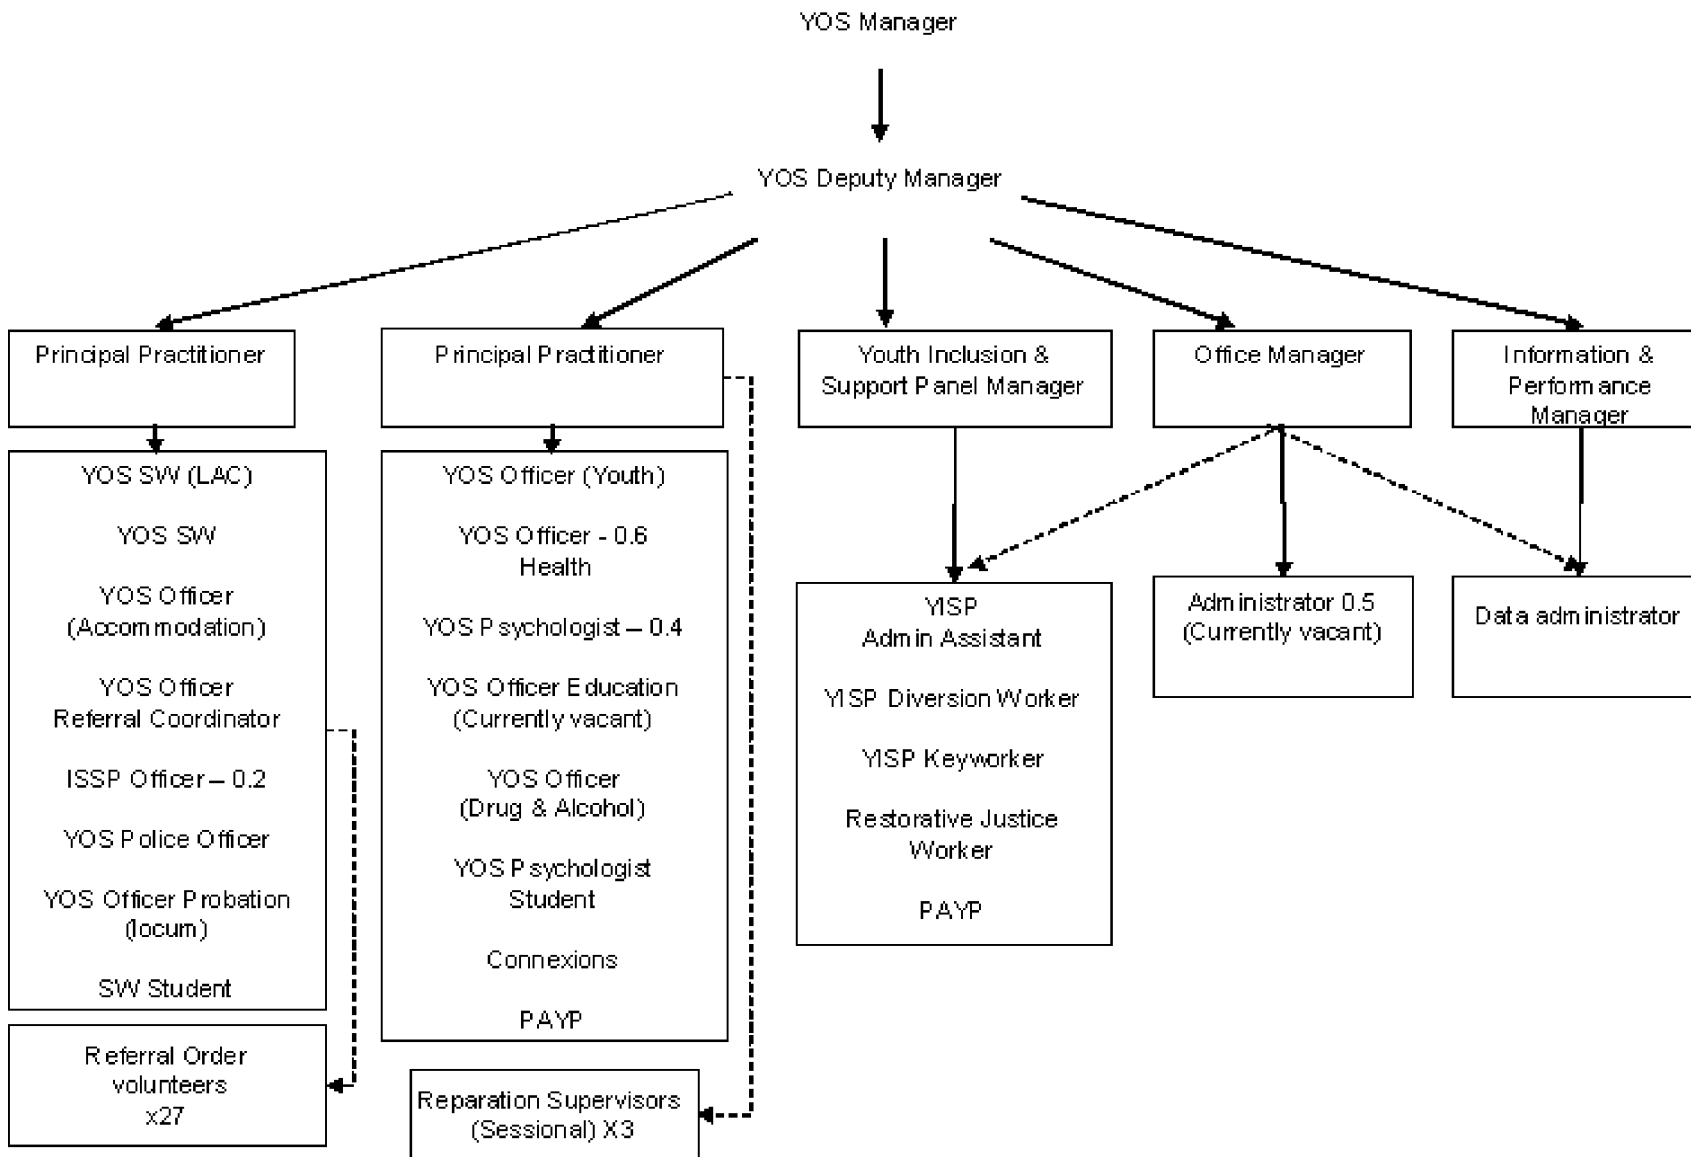 YOS Manager
YOS Deputy Manager
Principal Practitioner
Principal Practitioner
Youth Inclusion &
Support Panel Manager
Office Manager
Information &
Performance
Manager
YOS SW (LAC)
YOS SW
YOS Officer
(Accommodation)
YOS Officer
Referral Coordinator
ISSP Officer – 0.2
YOS Police Officer
YOS Officer Probation
(locum)
SW Student
Referral Order
volunteers
x27
YOS Officer (Youth)
YOS Officer - 0.6
Health
YOS Psychologist – 0.4
YOS Officer Education
(Currently vacant)
YOS Officer
(Drug & Alcohol)
YOS Psychologist
Student
Connexions
PAYP
Reparation Supervisors
(Sessional) X3
YISP
Admin Assistant
YISP Diversion Worker
YISP Keyworker
Restorative Justice
Worker
PAYP
Administrator 0.5
(Currently vacant)
Data administrator